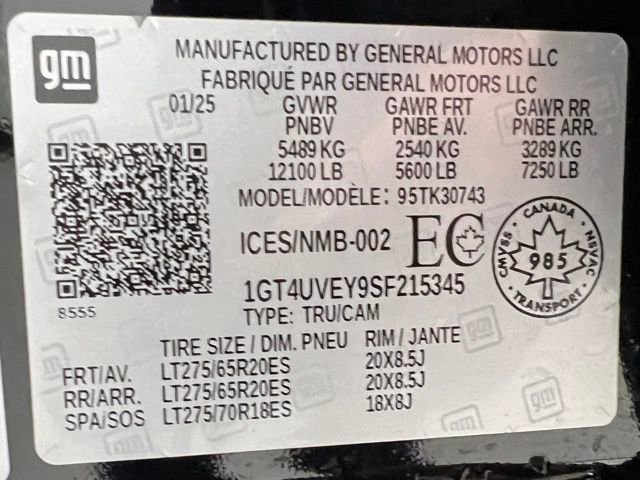 gm
MANUFACTURED BY GENERAL MOTORS LLC
FABRIQUÉ PAR GENERAL MOTORS LLC
01/25 GVWR GAWR FRT GAWR RR
PNBV PNBE AV. PNBE ARR.
5489 KG 2540 KG 3289 KG
12100 LB 5600 LB 7250 LB
MODEL/MODÈLE: 95TK30743
ICES/NMB-002 EC
CANADA
CMVSS 985 NSVAC
TRANSPORT
1GT4UVEY9SF215345
8555 TYPE: TRU/CAM
TIRE SIZE / DIM. PNEU RIM / JANTE
FRT/AV. LT275/65R20ES 20X8.5J
RR/ARR. LT275/65R20ES 20X8.5J
SPA/SOS LT275/70R18ES 18X8J